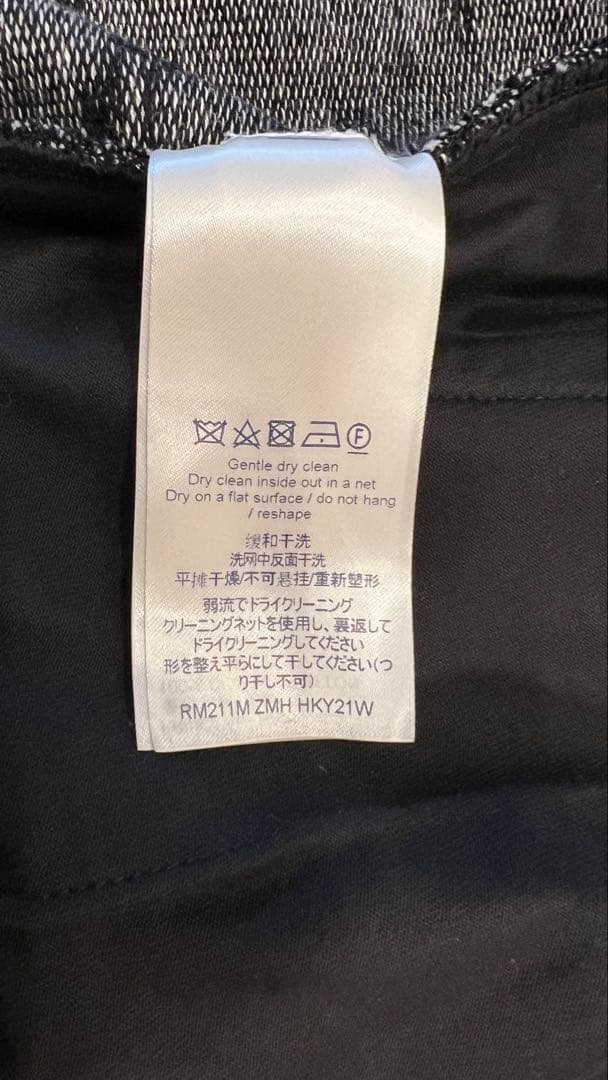 F
Gentle dry clean
Dry clean inside out in a net
Dry on a flat surface / do not hang
/ reshape
缓和干洗
洗网中反面干洗
平摊干燥/不可悬挂/重新塑形
弱流でドライクリーニング
クリーニングネットを使用し、裏返して
ドライクリーニングしてください
形を整え平らにして干してください(つ
り干し不可)
RM211M ZMH HKY21W